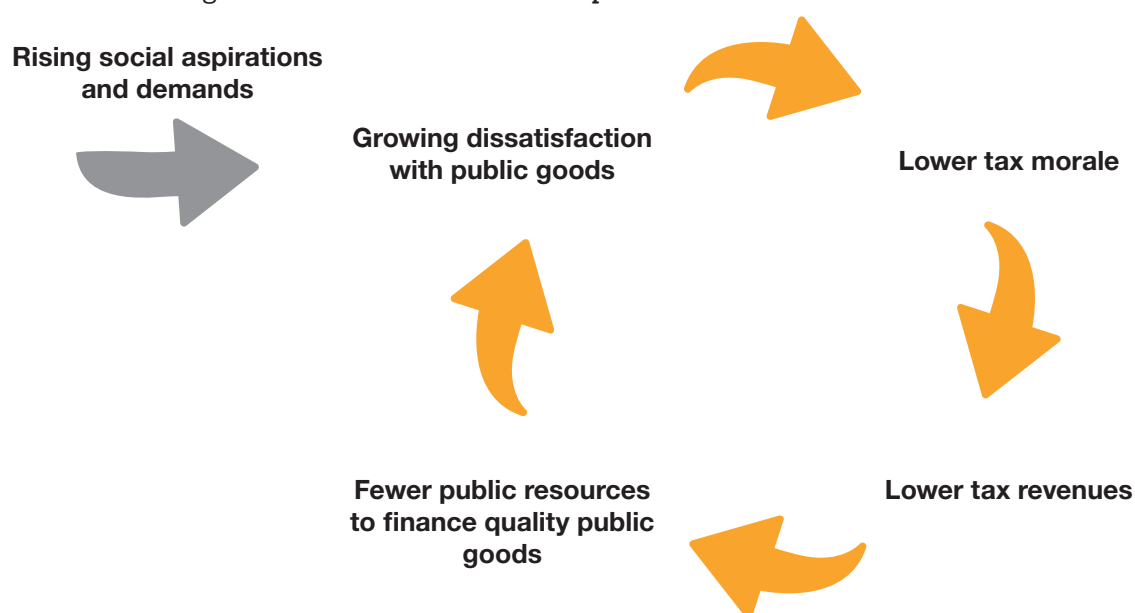 Rising social aspirations
and demands
Growing dissatisfaction
with public goods
Lower tax morale
Fewer public resources
to finance quality public
goods
Lower tax revenues